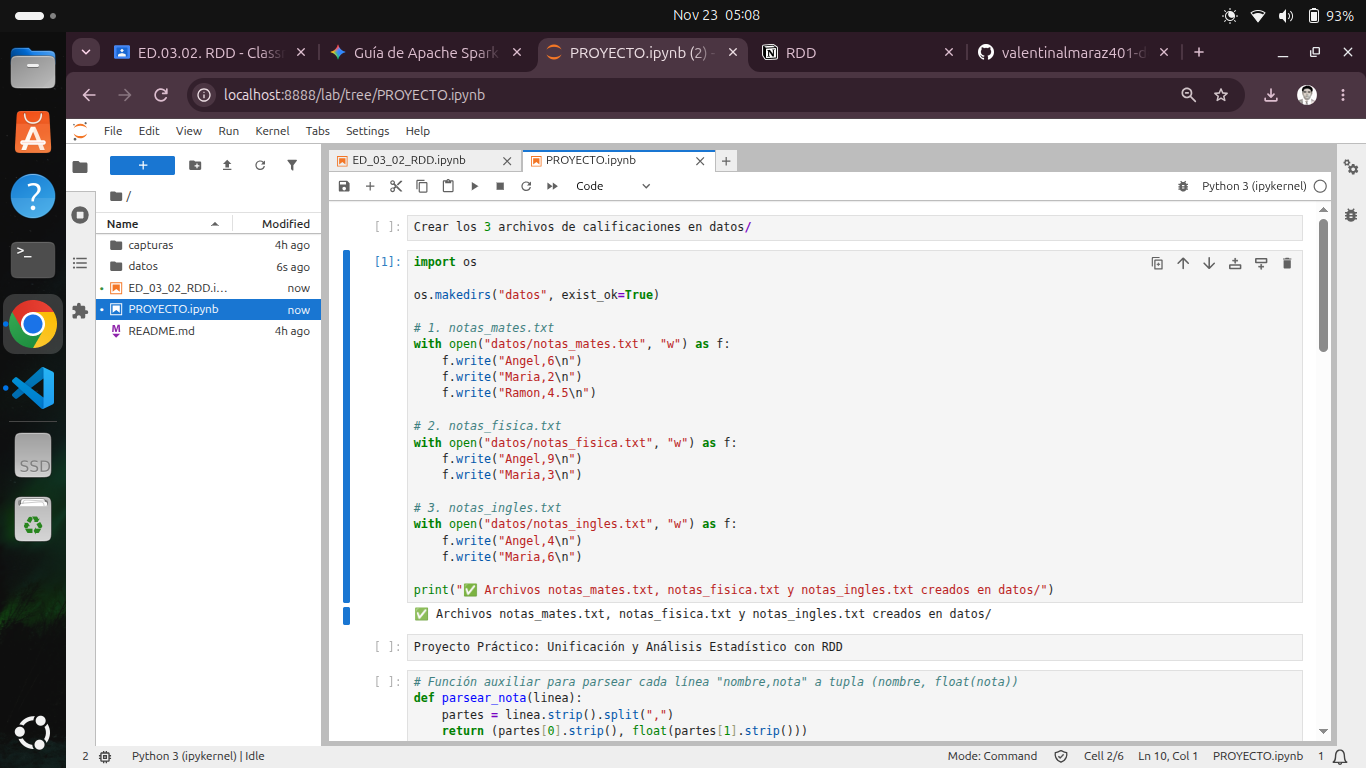 Nov 23 05:08
93%
ED.03.02. RDD - Classr
Guía de Apache Spark
PROYECTO.ipynb (2) -
RDD
valentinalmaraz401-d
localhost:8888/lab/tree/PROYECTO.ipynb
File Edit View Run Kernel Tabs Settings Help
ED_03_02_RDD.ipynb
PROYECTO.ipynb
Code
Python 3 (ipykernel)
/
Name Modified
capturas 4h ago
datos 6s ago
ED_03_02_RDD.i... now
PROYECTO.ipynb now
README.md 4h ago
[ ]: Crear los 3 archivos de calificaciones en datos/
[1]: import os
os.makedirs("datos", exist_ok=True)
# 1. notas_mates.txt
with open("datos/notas_mates.txt", "w") as f:
    f.write("Angel,6\n")
    f.write("Maria,2\n")
    f.write("Ramon,4.5\n")
# 2. notas_fisica.txt
with open("datos/notas_fisica.txt", "w") as f:
    f.write("Angel,9\n")
    f.write("Maria,3\n")
# 3. notas_ingles.txt
with open("datos/notas_ingles.txt", "w") as f:
    f.write("Angel,4\n")
    f.write("Maria,6\n")
print("✅ Archivos notas_mates.txt, notas_fisica.txt y notas_ingles.txt creados en datos/")
✅ Archivos notas_mates.txt, notas_fisica.txt y notas_ingles.txt creados en datos/
[ ]: Proyecto Práctico: Unificación y Análisis Estadístico con RDD
[ ]: # Función auxiliar para parsear cada línea "nombre,nota" a tupla (nombre, float(nota))
def parsear_nota(linea):
    partes = linea.strip().split(",")
    return (partes[0].strip(), float(partes[1].strip()))
SSD
2 Python 3 (ipykernel) | Idle
Mode: Command
Cell 2/6
Ln 10, Col 1
PROYECTO.ipynb
1